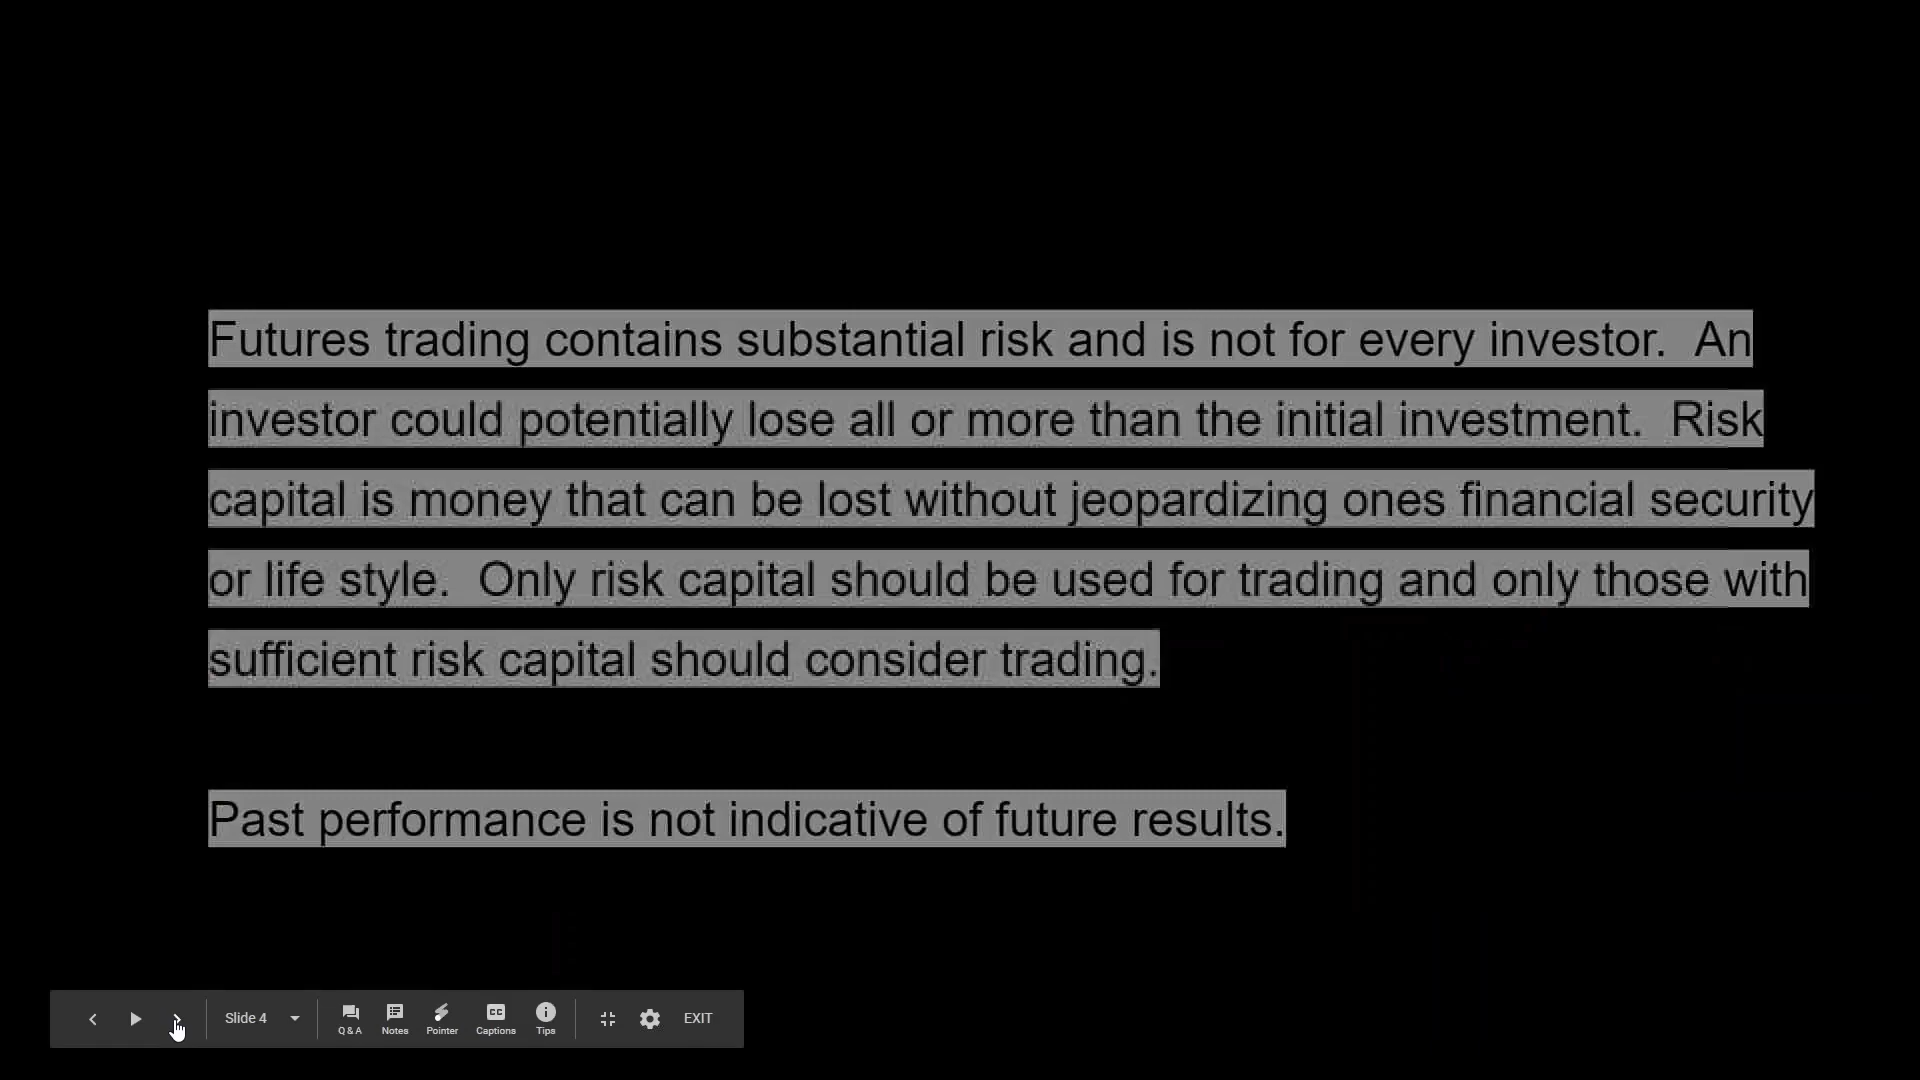 Futures trading contains substantial risk and is not for every investor.  An
investor could potentially lose all or more than the initial investment.  Risk
capital is money that can be lost without jeopardizing ones financial security
or life style.  Only risk capital should be used for trading and only those with
sufficient risk capital should consider trading.
Past performance is not indicative of future results.
Slide 4
Q & A
Notes
Pointer
CC
Captions
Tips
EXIT